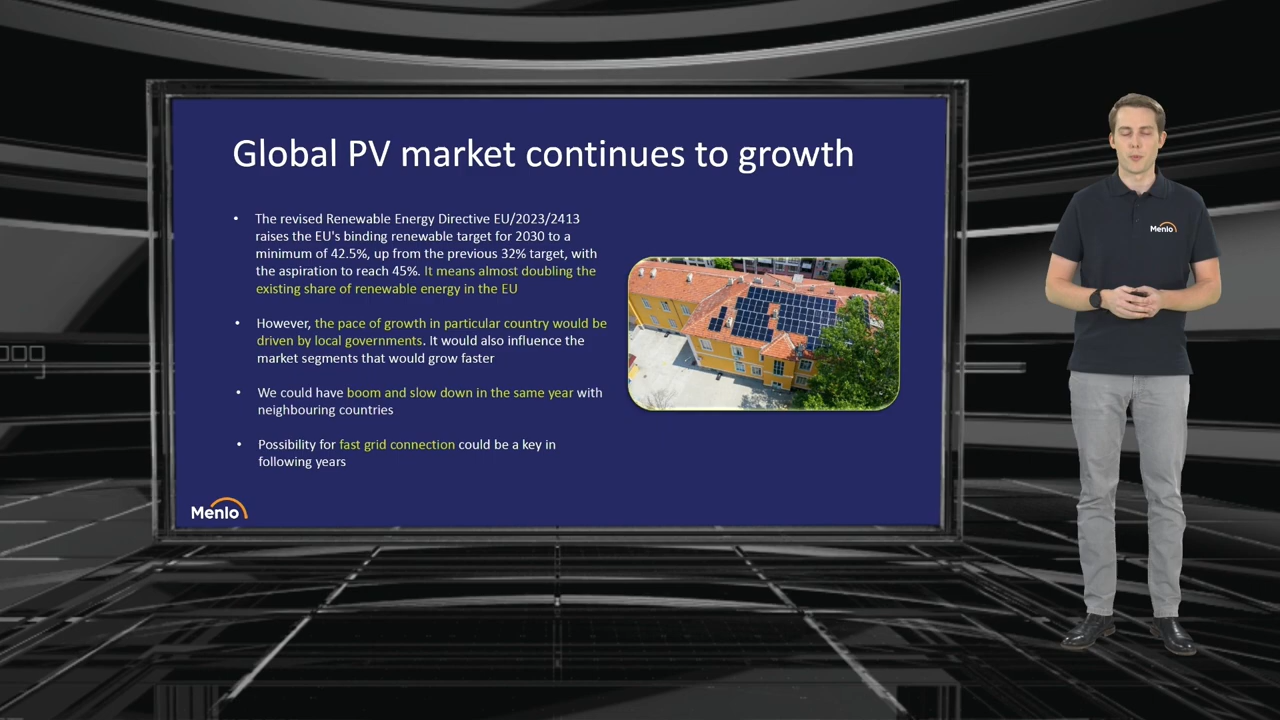 Global PV market continues to growth
• The revised Renewable Energy Directive EU/2023/2413
raises the EU's binding renewable target for 2030 to a
minimum of 42.5%, up from the previous 32% target, with
the aspiration to reach 45%. It means almost doubling the
existing share of renewable energy in the EU
• However, the pace of growth in particular country would be
driven by local governments. It would also influence the
market segments that would grow faster
• We could have boom and slow down in the same year with
neighbouring countries
• Possibility for fast grid connection could be a key in
following years
Menlo
Menlo